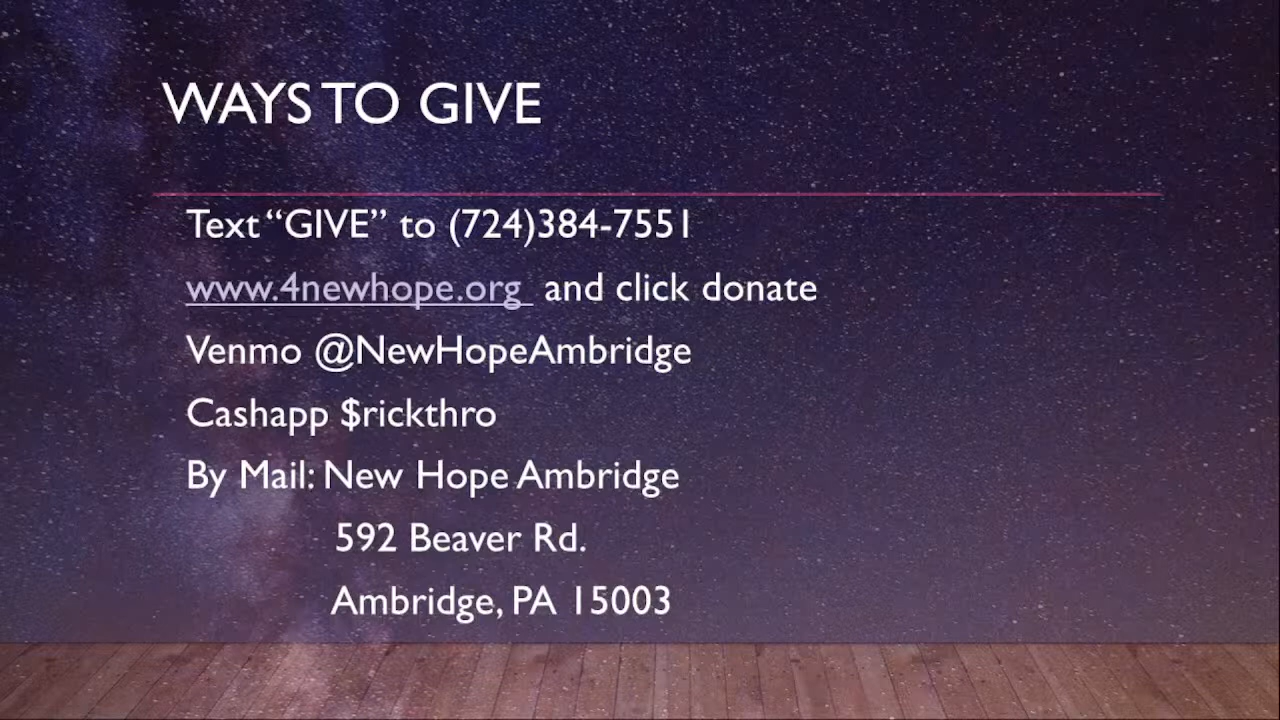 WAYS TO GIVE
Text “GIVE” to (724)384-7551
www.4newhope.org and click donate
Venmo @NewHopeAmbridge
Cashapp $rickthro
By Mail: New Hope Ambridge
592 Beaver Rd.
Ambridge, PA 15003